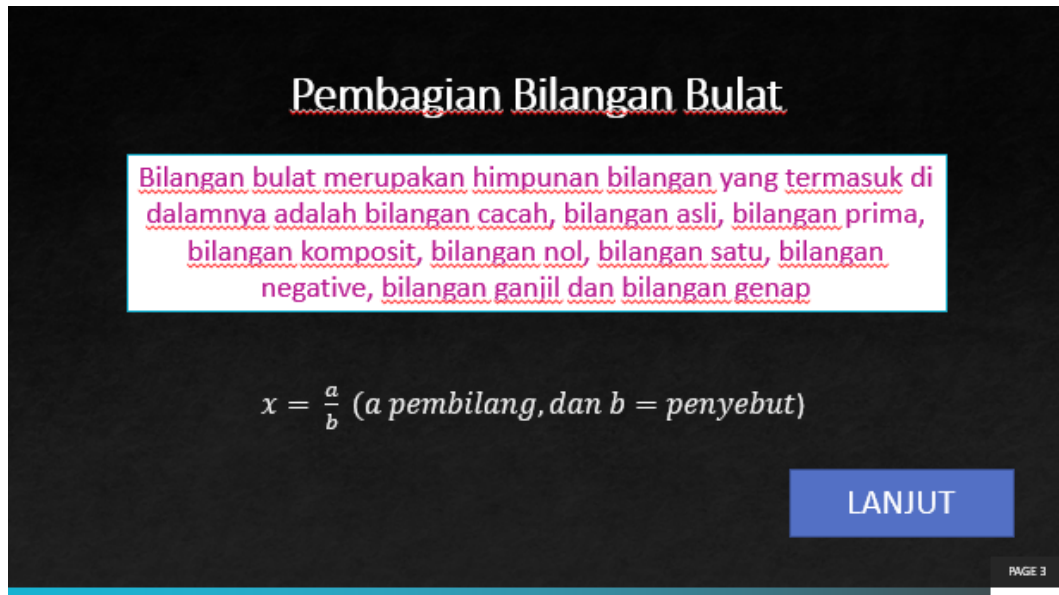 Pembagian Bilangan Bulat
Bilangan bulat merupakan himpunan bilangan yang termasuk di
dalamnya adalah bilangan cacah, bilangan asli, bilangan prima,
bilangan komposit, bilangan nol, bilangan satu, bilangan
negative, bilangan ganjil dan bilangan genap
x = a/b (a pembilang, dan b = penyebut)
LANJUT
PAGE 3